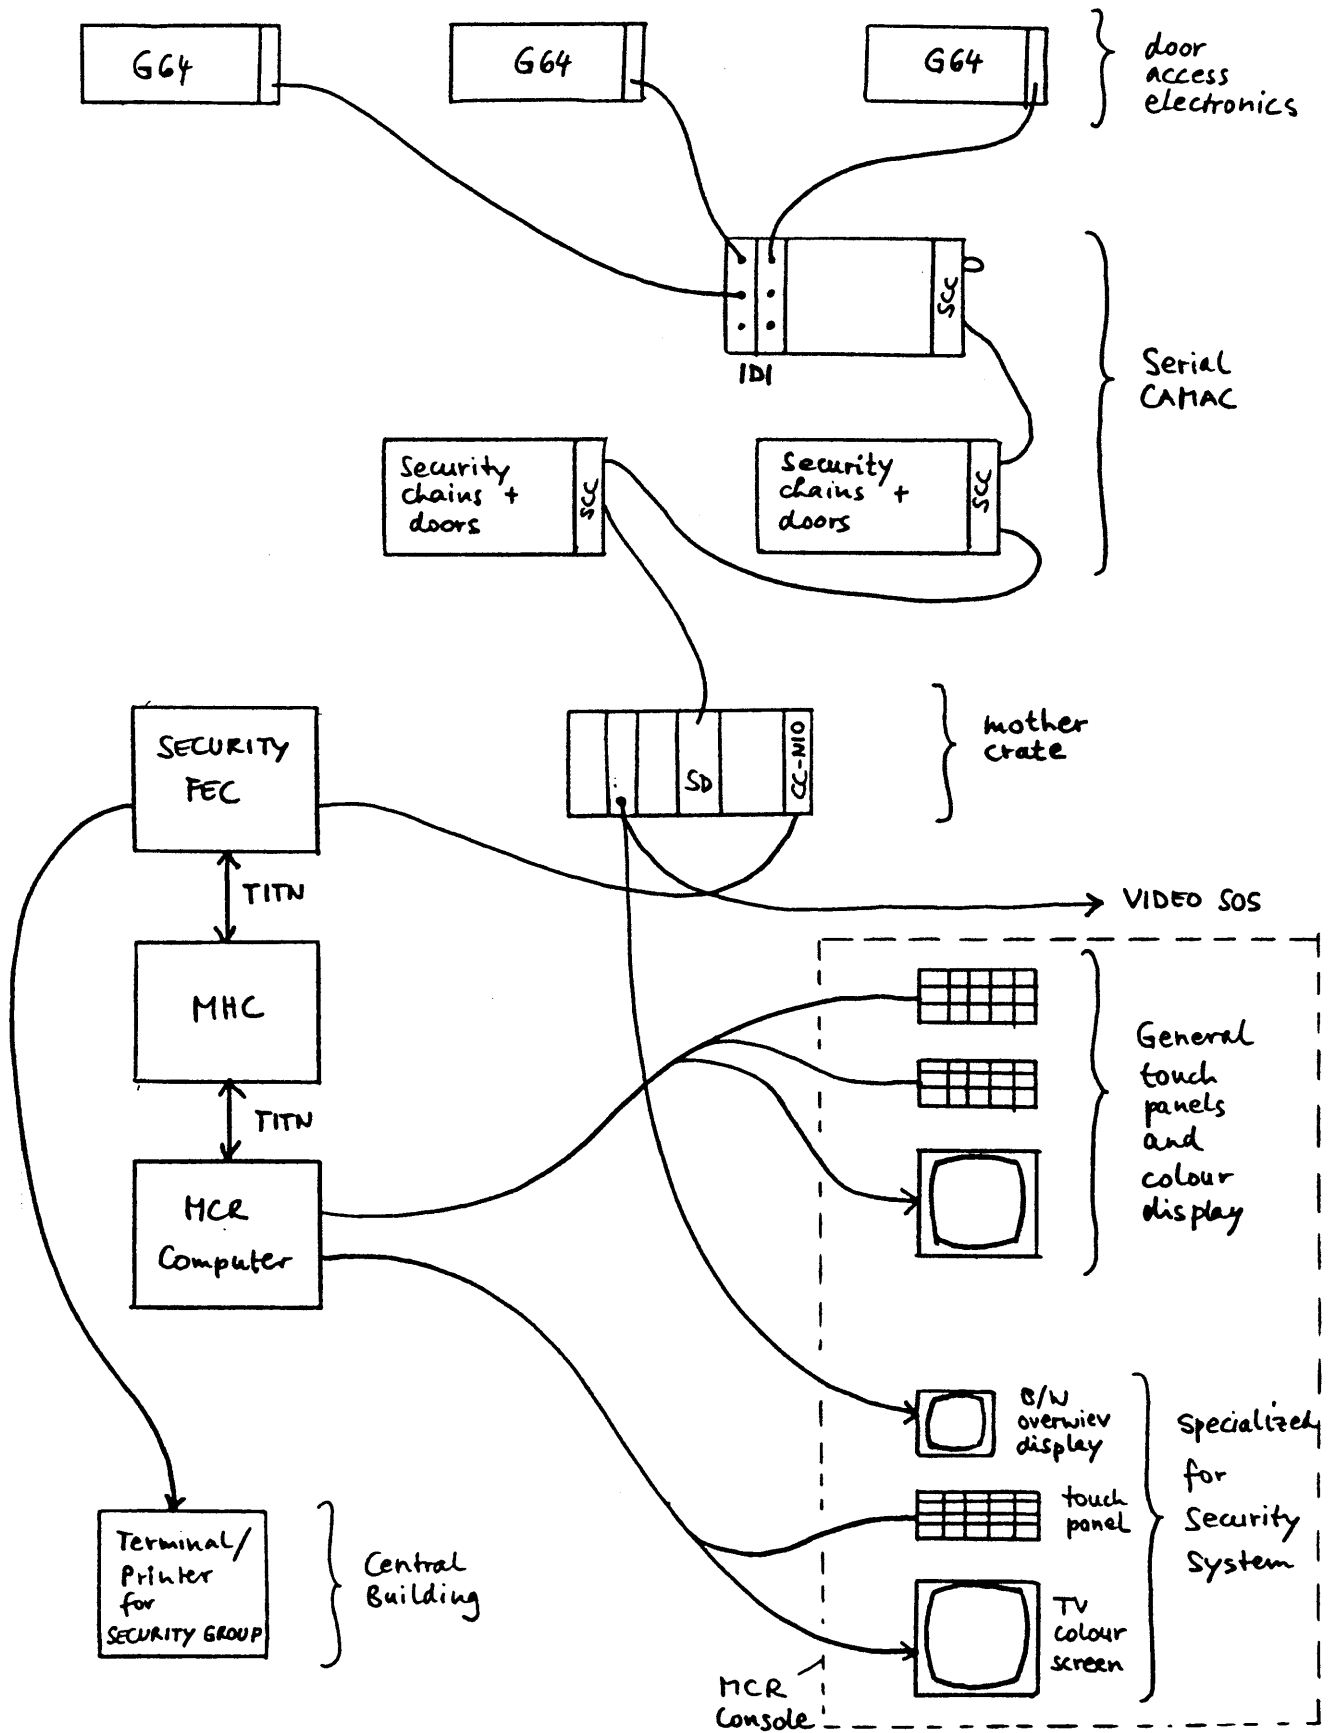 G64
G64
G64
door
access
electronics
SCC
IDI
Serial
CAMAC
Security
chains +
doors
SCC
Security
chains +
doors
SCC
mother
crate
SECURITY
FEC
SD
CC-N10
TITN
VIDEO SOS
MHC
General
touch
panels
and
colour
display
TITN
MCR
Computer
B/W
overwiev
display
Specialized
for
Security
System
touch
panel
Terminal/
Printer
for
SECURITY GROUP
Central
Building
TV
colour
screen
MCR
Console